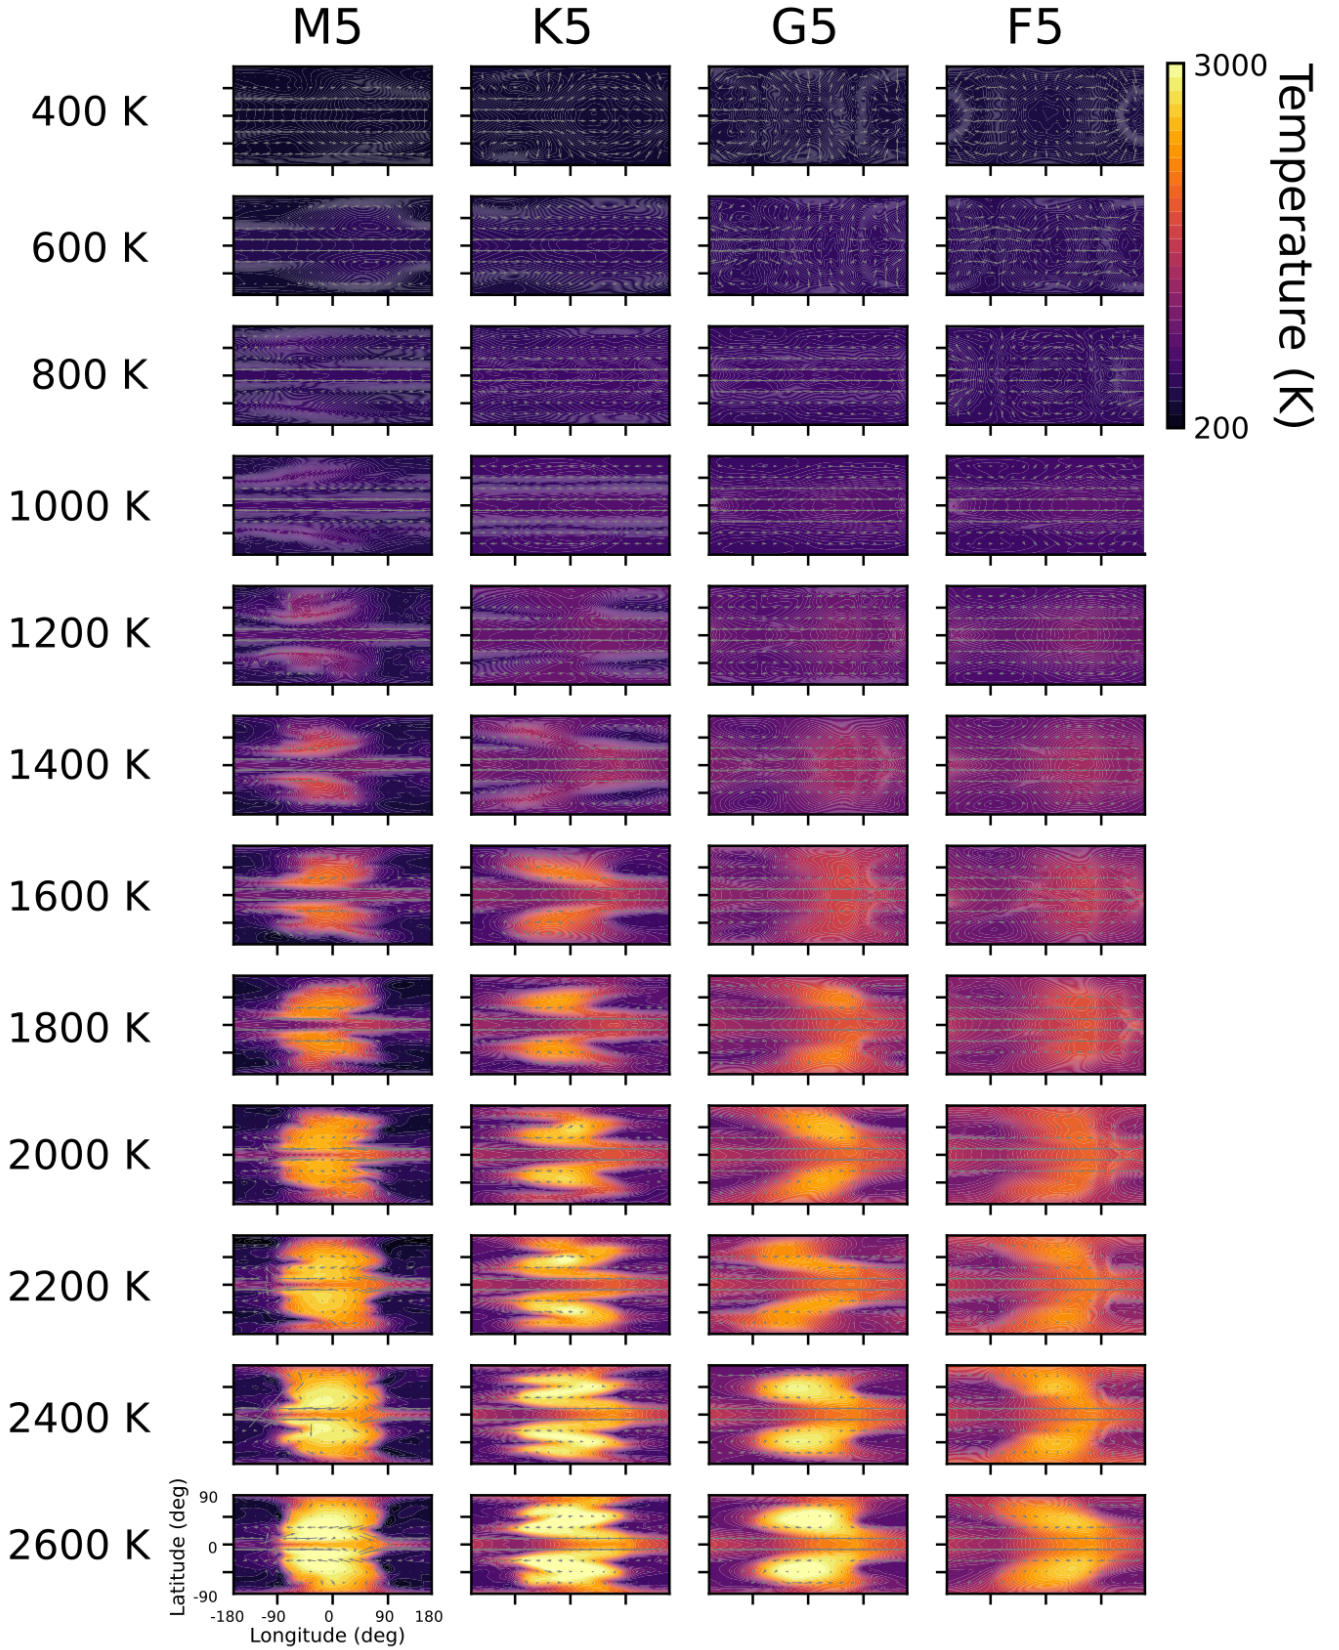 M5 K5 G5 F5
3000
Temperature (K)
200
400 K
600 K
800 K
1000 K
1200 K
1400 K
1600 K
1800 K
2000 K
2200 K
2400 K
2600 K
Latitude (deg)
90
0
-90
-180 -90 0 90 180
Longitude (deg)